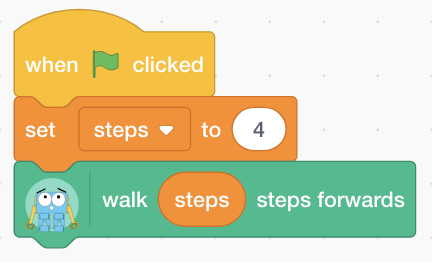 when clicked
set steps to 4
walk steps steps forwards